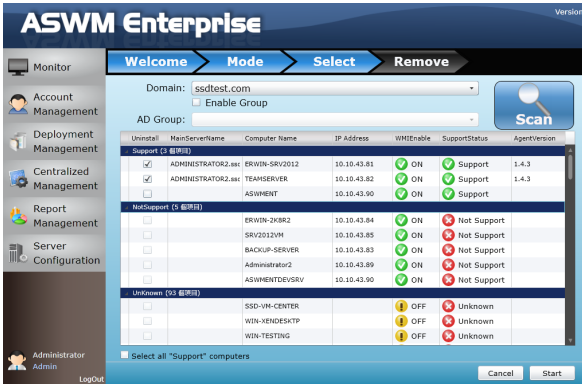 ASWM Enterprise
Version
Monitor
Account Management
Deployment Management
Centralized Management
Report Management
Server Configuration
Administrator
Admin
LogOut
Welcome Mode Select Remove
Domain: ssdtest.com
Enable Group
AD Group:
Scan
Uninstall MainServerName Computer Name IP Address WMIEnable SupportStatus AgentVersion
Support (3 個項目)
ADMINISTRATOR2.ssc ERWIN-SRV2012 10.10.43.81 ON Support 1.4.3
ADMINISTRATOR2.ssc TEAMSERVER 10.10.43.82 ON Support 1.4.3
ASWMENT 10.10.43.90 ON Support
NotSupport (5 個項目)
ERWIN-2K8R2 10.10.43.84 ON Not Support
SRV2012VM 10.10.43.85 ON Not Support
BACKUP-SERVER 10.10.43.83 ON Not Support
Administrator2 10.10.43.89 ON Not Support
ASWMENTDEVSRV 10.10.43.90 ON Not Support
UnKnown (93 個項目)
SSD-VM-CENTER OFF Unknown
WIN-XENDESKTP OFF Unknown
WIN-TESTING OFF Unknown
Select all "Support" computers
Cancel Start